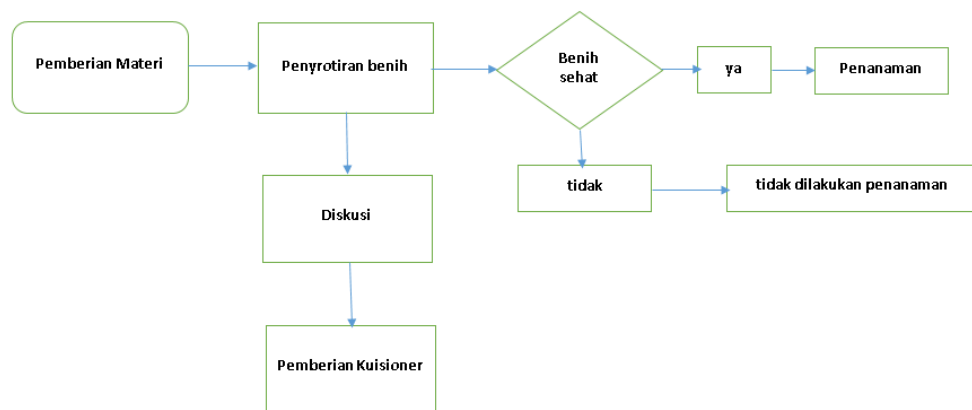 Pemberian Materi
Penyrotiran benih
Benih
sehat
ya
Penanaman
tidak
tidak dilakukan penanaman
Diskusi
Pemberian Kuisioner